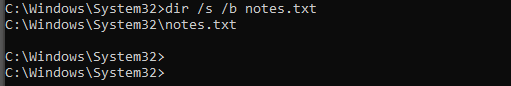 C:\Windows\System32>dir /s /b notes.txt
C:\Windows\System32\notes.txt
C:\Windows\System32>
C:\Windows\System32>